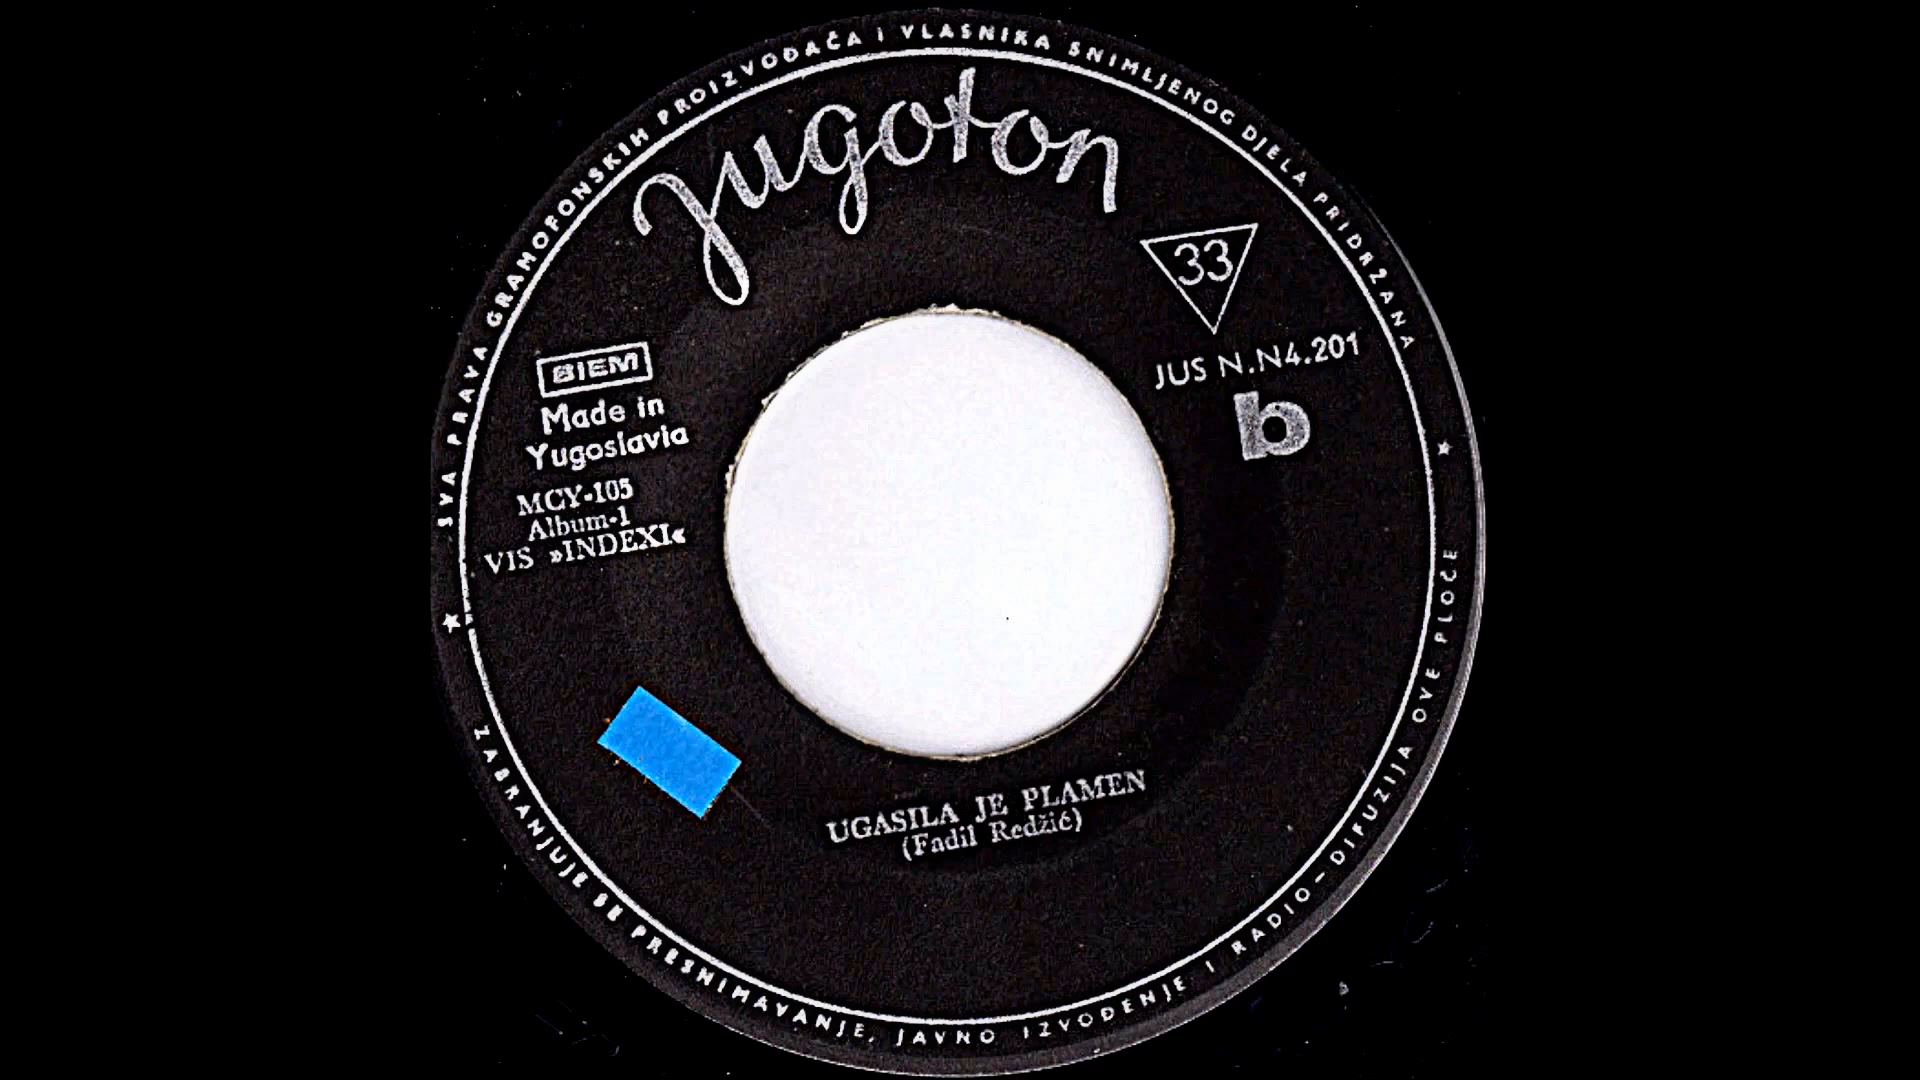 SVA PRAVA GRAMOFONSKIH PROIZVOĐAČA I VLASNIKA SNIMLJENOG DJELA PRIDRŽANA
Jugoton
33
JUS N.N4.201
b
BIEM
Made in
Yugoslavia
MCY-105
Album-1
VIS »INDEXI«
UGASILA JE PLAMEN
(Fadil Redžić)
ZABRANJUJE SE PRESNIMAVANJE, JAVNO IZVOĐENJE I RADIO-DIFUZIJA OVE PLOČE